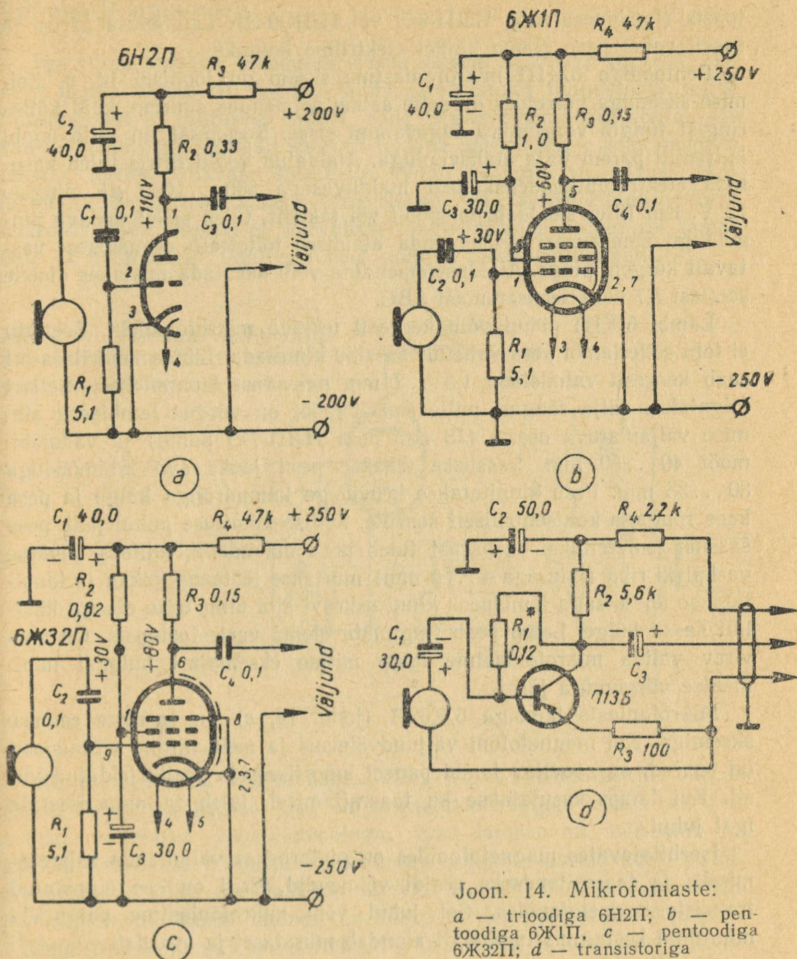 6Н2П
R₃ 47k
+200V
C₂ 40,0
+
−
R₂ 0,33
+110V
C₁ 0,1
C₃ 0,1
1
2
3
4
R₁ 5,1
Väljund
−200V
a
6Ж1П
R₄ 47k
+250V
C₁ 40,0
+
−
R₂ 1,0
R₃ 0,15
+60V
5
C₃ 30,0
−
+
+30V
C₂ 0,1
C₄ 0,1
1
2,7
3
4
R₁ 5,1
Väljund
−250V
b
C₁ 40,0
+
−
R₄ 47k
+250V
R₂ 0,82
R₃ 0,15
6Ж32П
+30V
+80V
6
C₂ 0,1
C₄ 0,1
1
8
9
2,3,7
4
5
R₁ 5,1
C₃ 30,0
−
+
Väljund
−250V
c
C₂ 50,0
+
−
R₄ 2,2k
R₂ 5,6k
C₁ 30,0
−
+
R₁ * 0,12
C₃
+
П13Б
R₃ 100
d
Joon. 14. Mikrofoniaste:
a — trioodiga 6Н2П; b — pen-
toodiga 6Ж1П, c — pentoodiga
6Ж32П; d — transistoriga